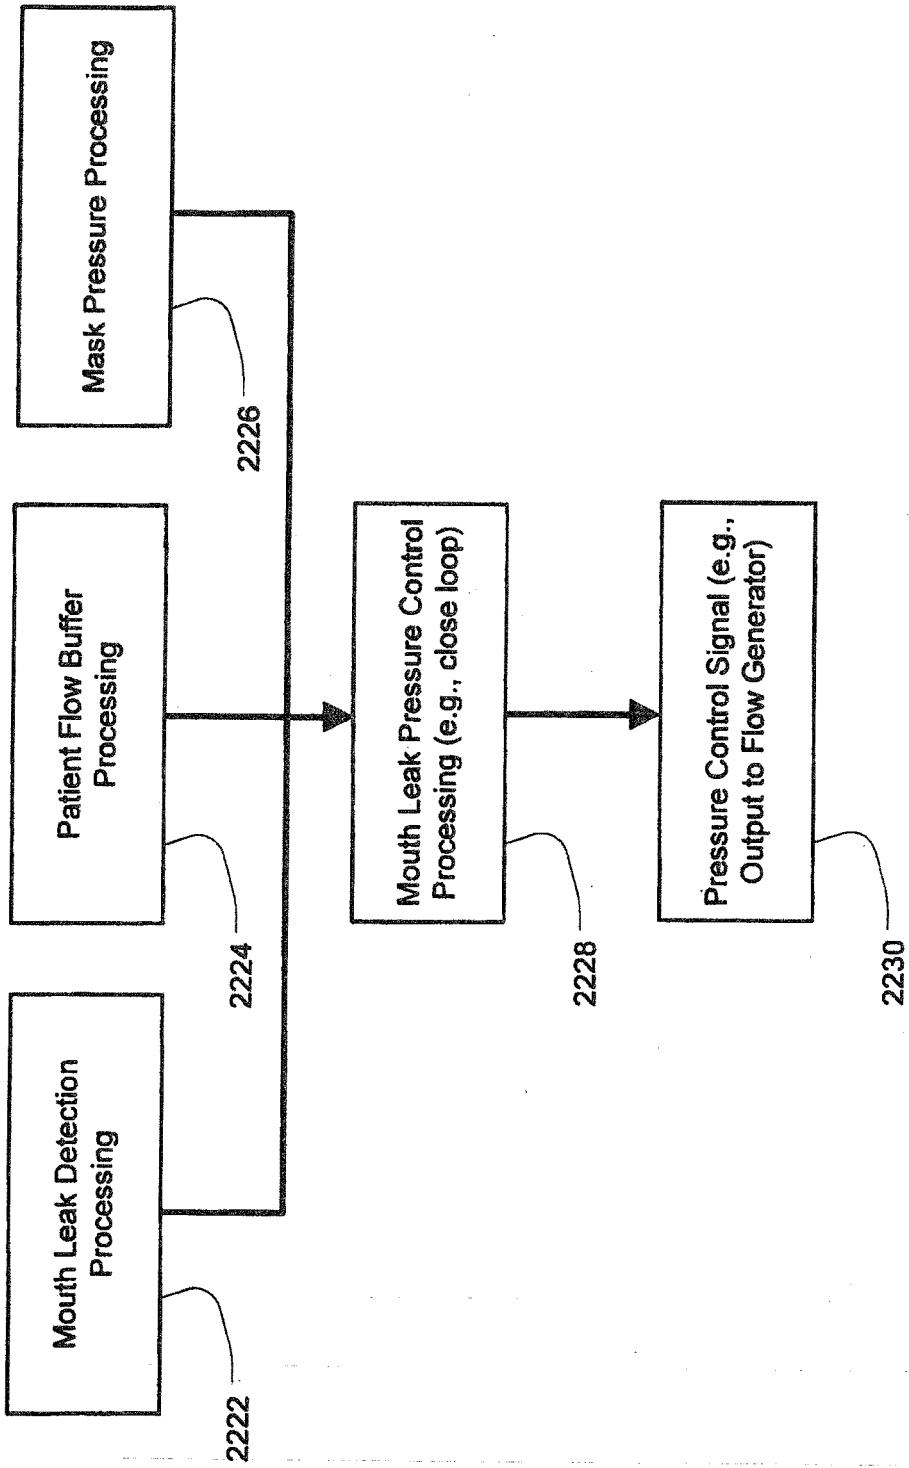 Mouth Leak Detection
Processing
2222
Patient Flow Buffer
Processing
2224
Mask Pressure Processing
2226
Mouth Leak Pressure Control
Processing (e.g., close loop)
2228
Pressure Control Signal (e.g.,
Output to Flow Generator)
2230